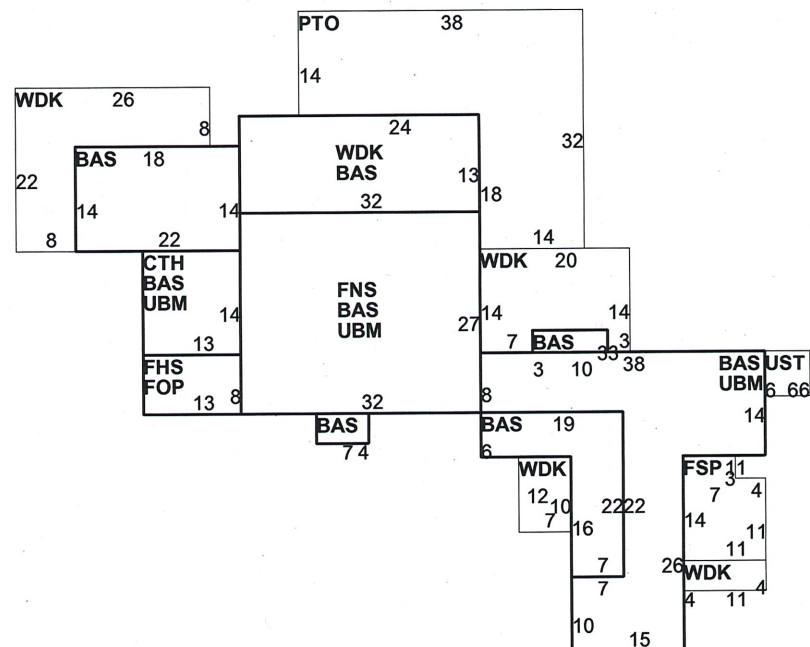 PTO 38
14
WDK 26
8
24
BAS 18
WDK
BAS
32
13
18
22
14
14
32
8
22
14
CTH
BAS
UBM
WDK 20
FNS
BAS
UBM
14
14
14
27
7
BAS
3
13
33
3 10
38
FHS
FOP
BAS UST
UBM
6 66
13
8
32
8
14
BAS
BAS 19
7 4
6
WDK
FSP 11
3
7
4
12
10
7
22 22
14
16
11
11
7
26
WDK
7
4
4 11
10
15